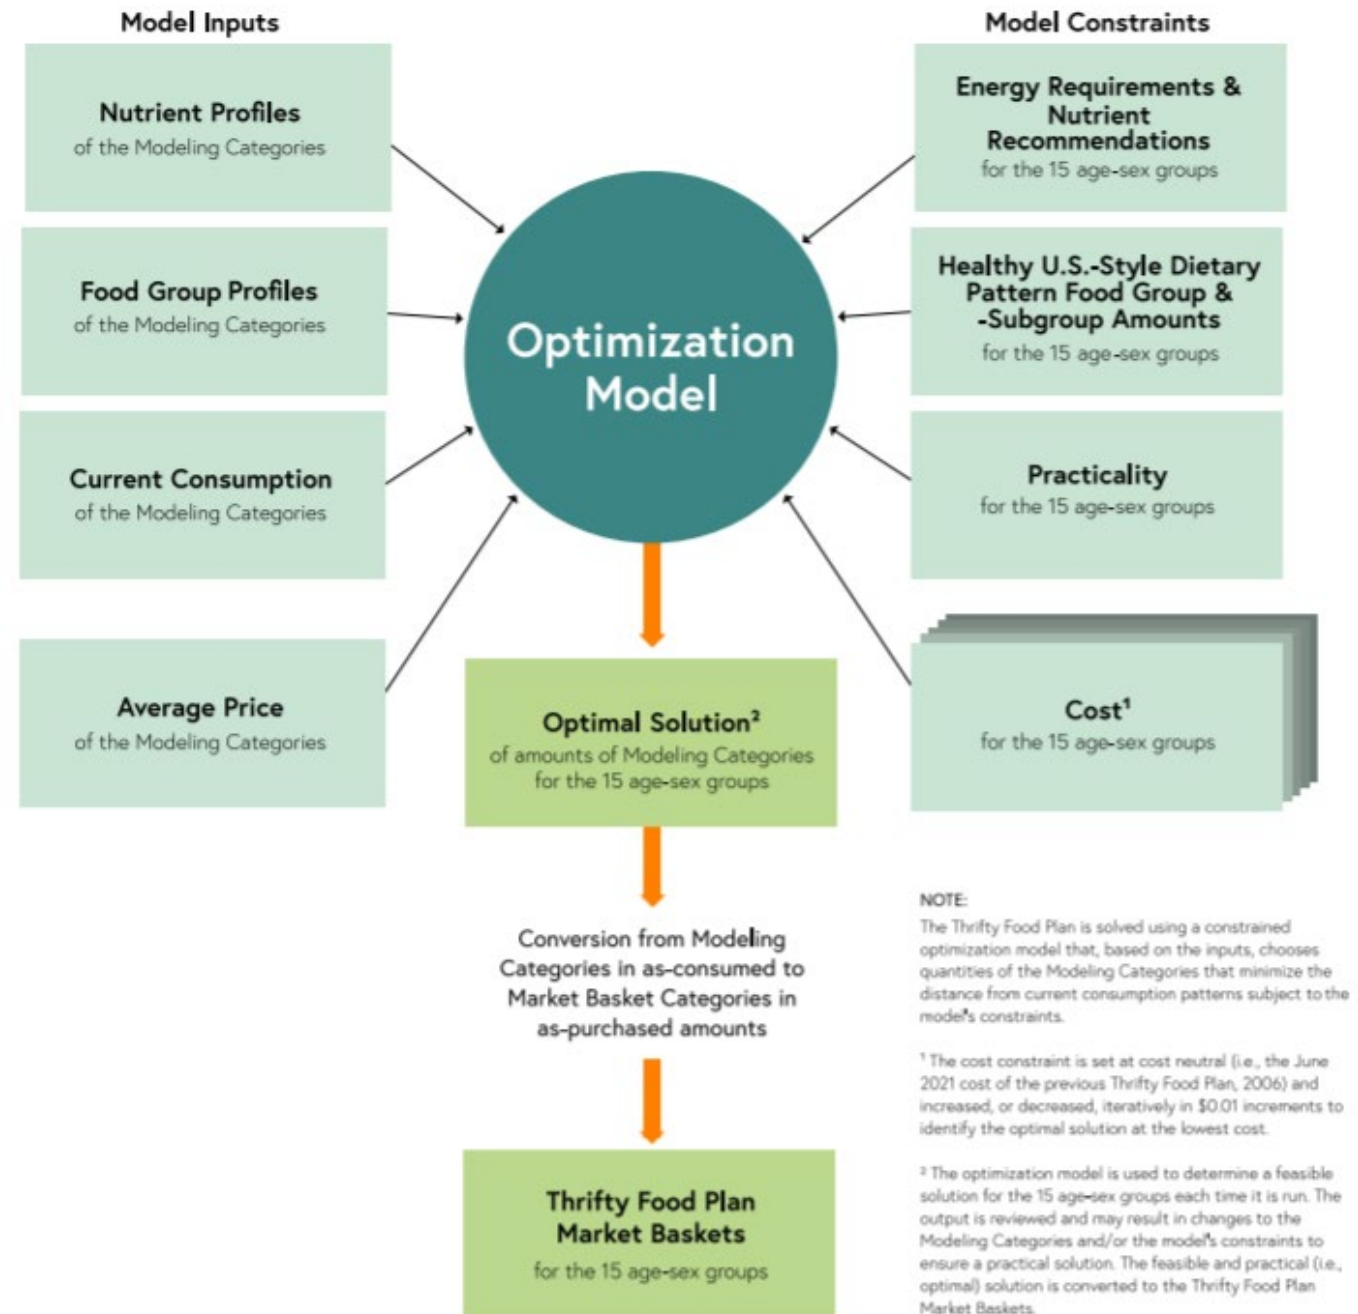 Model Inputs
Nutrient Profiles
of the Modeling Categories
Food Group Profiles
of the Modeling Categories
Current Consumption
of the Modeling Categories
Average Price
of the Modeling Categories
Optimization
Model
Model Constraints
Energy Requirements &
Nutrient
Recommendations
for the 15 age-sex groups
Healthy U.S.-Style Dietary
Pattern Food Group &
-Subgroup Amounts
for the 15 age-sex groups
Practicality
for the 15 age-sex groups
Cost¹
for the 15 age-sex groups
Optimal Solution²
of amounts of Modeling Categories
for the 15 age-sex groups
Conversion from Modeling
Categories in as-consumed to
Market Basket Categories in
as-purchased amounts
Thrifty Food Plan
Market Baskets
for the 15 age-sex groups
NOTE:
The Thrifty Food Plan is solved using a constrained
optimization model that, based on the inputs, chooses
quantities of the Modeling Categories that minimize the
distance from current consumption patterns subject to the
model's constraints.
¹ The cost constraint is set at cost neutral (i.e., the June
2021 cost of the previous Thrifty Food Plan, 2006) and
increased, or decreased, iteratively in $0.01 increments to
identify the optimal solution at the lowest cost.
² The optimization model is used to determine a feasible
solution for the 15 age-sex groups each time it is run. The
output is reviewed and may result in changes to the
Modeling Categories and/or the model's constraints to
ensure a practical solution. The feasible and practical (i.e.,
optimal) solution is converted to the Thrifty Food Plan
Market Baskets.